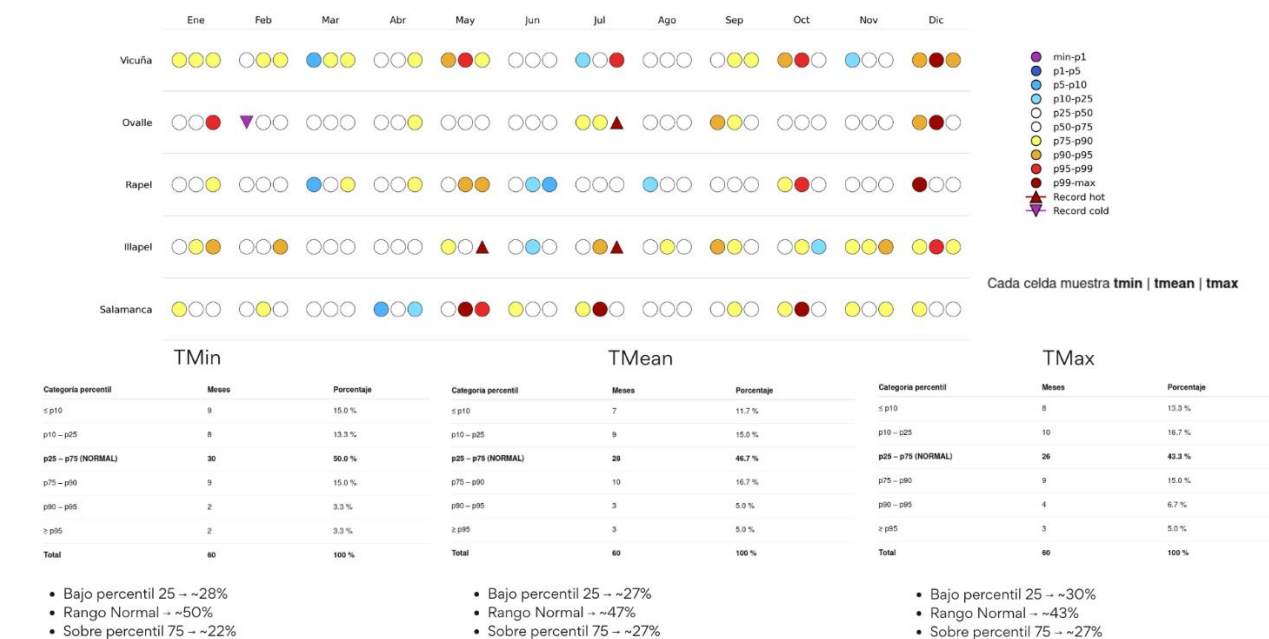 Ene Feb Mar Abr May Jun Jul Ago Sep Oct Nov Dic
Vicuña
Ovalle
Rapel
Illapel
Salamanca
min-p1
p1-p5
p5-p10
p10-p25
p25-p50
p50-p75
p75-p90
p90-p95
p95-p99
p99-max
Record hot
Record cold
Cada celda muestra tmin | tmean | tmax
TMin
Categoría percentil Meses Porcentaje
≤ p10 9 15.0 %
p10 – p25 8 13.3 %
p25 – p75 (NORMAL) 30 50.0 %
p75 – p90 9 15.0 %
p90 – p95 2 3.3 %
≥ p95 2 3.3 %
Total 60 100 %
• Bajo percentil 25 → ~28%
• Rango Normal → ~50%
• Sobre percentil 75 → ~22%
TMean
Categoría percentil Meses Porcentaje
≤ p10 7 11.7 %
p10 – p25 9 15.0 %
p25 – p75 (NORMAL) 28 46.7 %
p75 – p90 10 16.7 %
p90 – p95 3 5.0 %
≥ p95 3 5.0 %
Total 60 100 %
• Bajo percentil 25 → ~27%
• Rango Normal → ~47%
• Sobre percentil 75 → ~27%
TMax
Categoría percentil Meses Porcentaje
≤ p10 8 13.3 %
p10 – p25 10 16.7 %
p25 – p75 (NORMAL) 26 43.3 %
p75 – p90 9 15.0 %
p90 – p95 4 6.7 %
≥ p95 3 5.0 %
Total 60 100 %
• Bajo percentil 25 → ~30%
• Rango Normal → ~43%
• Sobre percentil 75 → ~27%